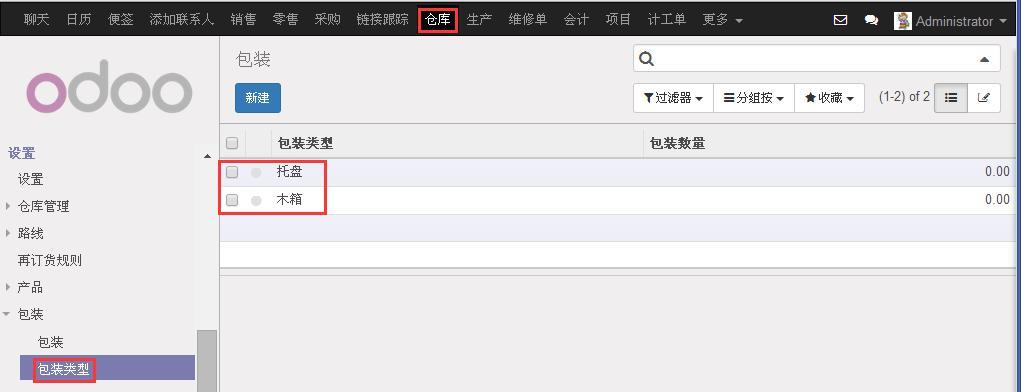 聊天 日历 便签 添加联系人 销售 零售 采购 链接跟踪 仓库 生产 维修单 会计 项目 计工单 更多 Administrator
odoo
包装
新建
过滤器 分组按 收藏 (1-2) of 2
设置
设置
仓库管理
路线
再订货规则
产品
包装
包装
包装类型
包装类型 包装数量
托盘 0.00
木箱 0.00